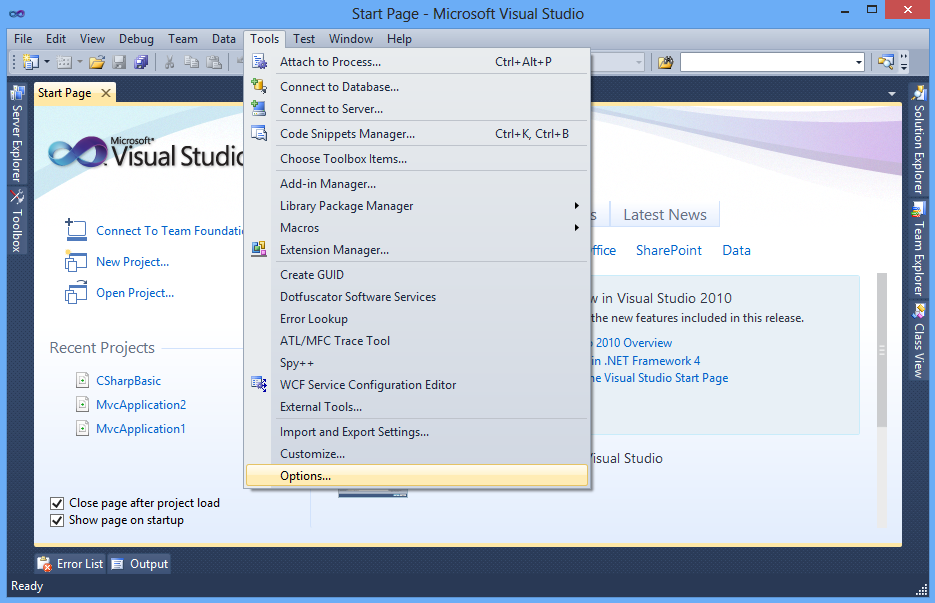 Start Page - Microsoft Visual Studio
File Edit View Debug Team Data Tools Test Window Help
Start Page
Server Explorer
Toolbox
Microsoft®
Visual Studio
Connect To Team
New Project...
Open Project...
Recent Projects
CSharpBasic
MvcApplication2
MvcApplication1
Close page after project load
Show page on startup
Attach to Process... Ctrl+Alt+P
Connect to Database...
Connect to Server...
Code Snippets Manager... Ctrl+K, Ctrl+B
Choose Toolbox Items...
Add-in Manager...
Library Package Manager
Macros
Extension Manager...
Create GUID
Dotfuscator Software Services
Error Lookup
ATL/MFC Trace Tool
Spy++
WCF Service Configuration Editor
External Tools...
Import and Export Settings...
Customize...
Options...
Latest News
SharePoint Data
in Visual Studio 2010
the new features included in this release.
2010 Overview
in .NET Framework 4
Visual Studio Start Page
Visual Studio
Solution Explorer
Team Explorer
Class View
Error List Output
Ready